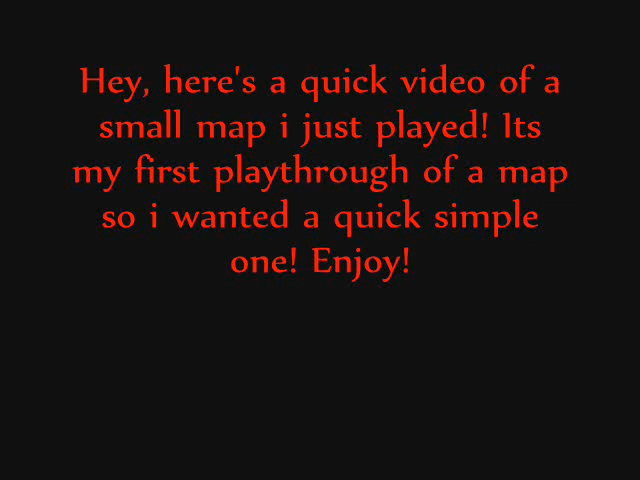 Hey, here's a quick video of a
small map i just played! Its
my first playthrough of a map
so i wanted a quick simple
one! Enjoy!